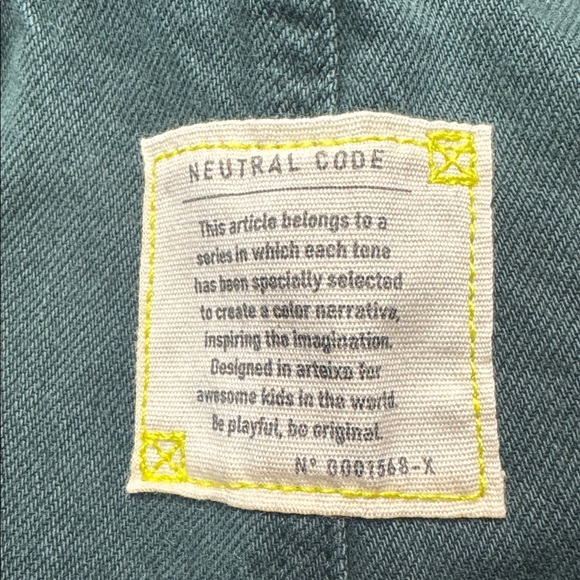 NEUTRAL CODE
This article belongs to a
series in which each tone
has been specially selected
to create a color narrative,
inspiring the imagination.
Designed in arteixo for
awesome kids in the world.
Be playful, be original.
Nº 0001568-X